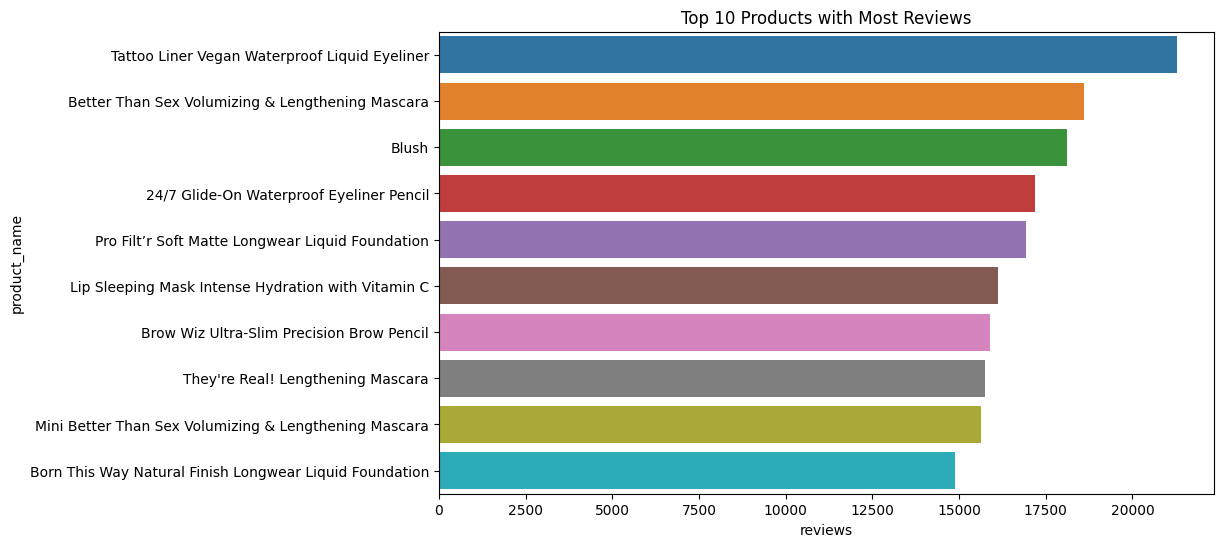 Top 10 Products with Most Reviews
product_name
Tattoo Liner Vegan Waterproof Liquid Eyeliner
Better Than Sex Volumizing & Lengthening Mascara
Blush
24/7 Glide-On Waterproof Eyeliner Pencil
Pro Filt’r Soft Matte Longwear Liquid Foundation
Lip Sleeping Mask Intense Hydration with Vitamin C
Brow Wiz Ultra-Slim Precision Brow Pencil
They're Real! Lengthening Mascara
Mini Better Than Sex Volumizing & Lengthening Mascara
Born This Way Natural Finish Longwear Liquid Foundation
0 2500 5000 7500 10000 12500 15000 17500 20000
reviews